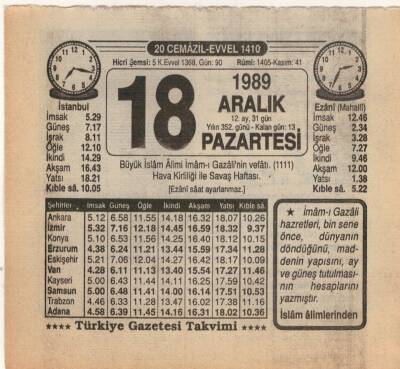 20 CEMÂZİL-EVVEL 1410
Hicrî Şemsî: 5 K.Evvel 1368, Gün: 90
Rûmî: 1405-Kasım: 41
18
1989
ARALIK
12. ay, 31 gün
Yılın 352. günü - Kalan gün: 13
PAZARTESİ
Büyük İslâm Âlimi İmâm-ı Gazâlî'nin vefâtı. (1111)
Hava Kirliliği ile Savaş Haftası.
[Ezânî sâat ayarlanmaz.]
İstanbul
İmsak 5.29
Güneş 7.17
Işrak 8.11
Öğle 12.10
İkindi 14.29
Akşam 16.43
Yatsı 18.21
Kıble sâ. 10.05
Ezânî (Mahallî)
İmsak 12.46
Güneş 2.34
Işrak 3.28
Öğle 7.27
İkindi 9.46
Akşam 12.00
Yatsı 1.38
Kıble sâ. 5.22
Şehirler İmsak Güneş Öğle İkindi Akşam Yatsı Kıble sâ.
Ankara 5.12 6.58 11.55 14.18 16.32 18.07 10.26
İzmir 5.32 7.16 12.18 14.45 16.59 18.32 9.37
Konya 5.10 6.53 11.56 14.25 16.40 18.12 10.15
Erzurum 4.38 6.24 11.21 13.44 15.59 17.34 11.28
Eskişehir 5.21 7.06 12.04 14.27 16.42 18.17 10.09
Van 4.28 6.11 11.13 13.40 15.54 17.27 11.46
Kayseri 5.00 6.43 11.44 14.11 16.25 17.59 10.42
Samsun 5.00 6.48 11.41 14.00 16.14 17.51 10.53
Trabzon 4.46 6.33 11.28 13.47 16.02 17.38 11.16
Adana 4.58 6.39 11.45 14.16 16.31 18.02 10.36
★ İmâm-ı Gazâlî
hazretleri, bin sene
önce, dünyanın
döndüğünü, mad-
denin yapısını, ay
ve güneş tutulması-
nın hesaplarını
yazmıştır.
İslâm âlimlerinden
★★★★ Türkiye Gazetesi Takvimi ★★★★